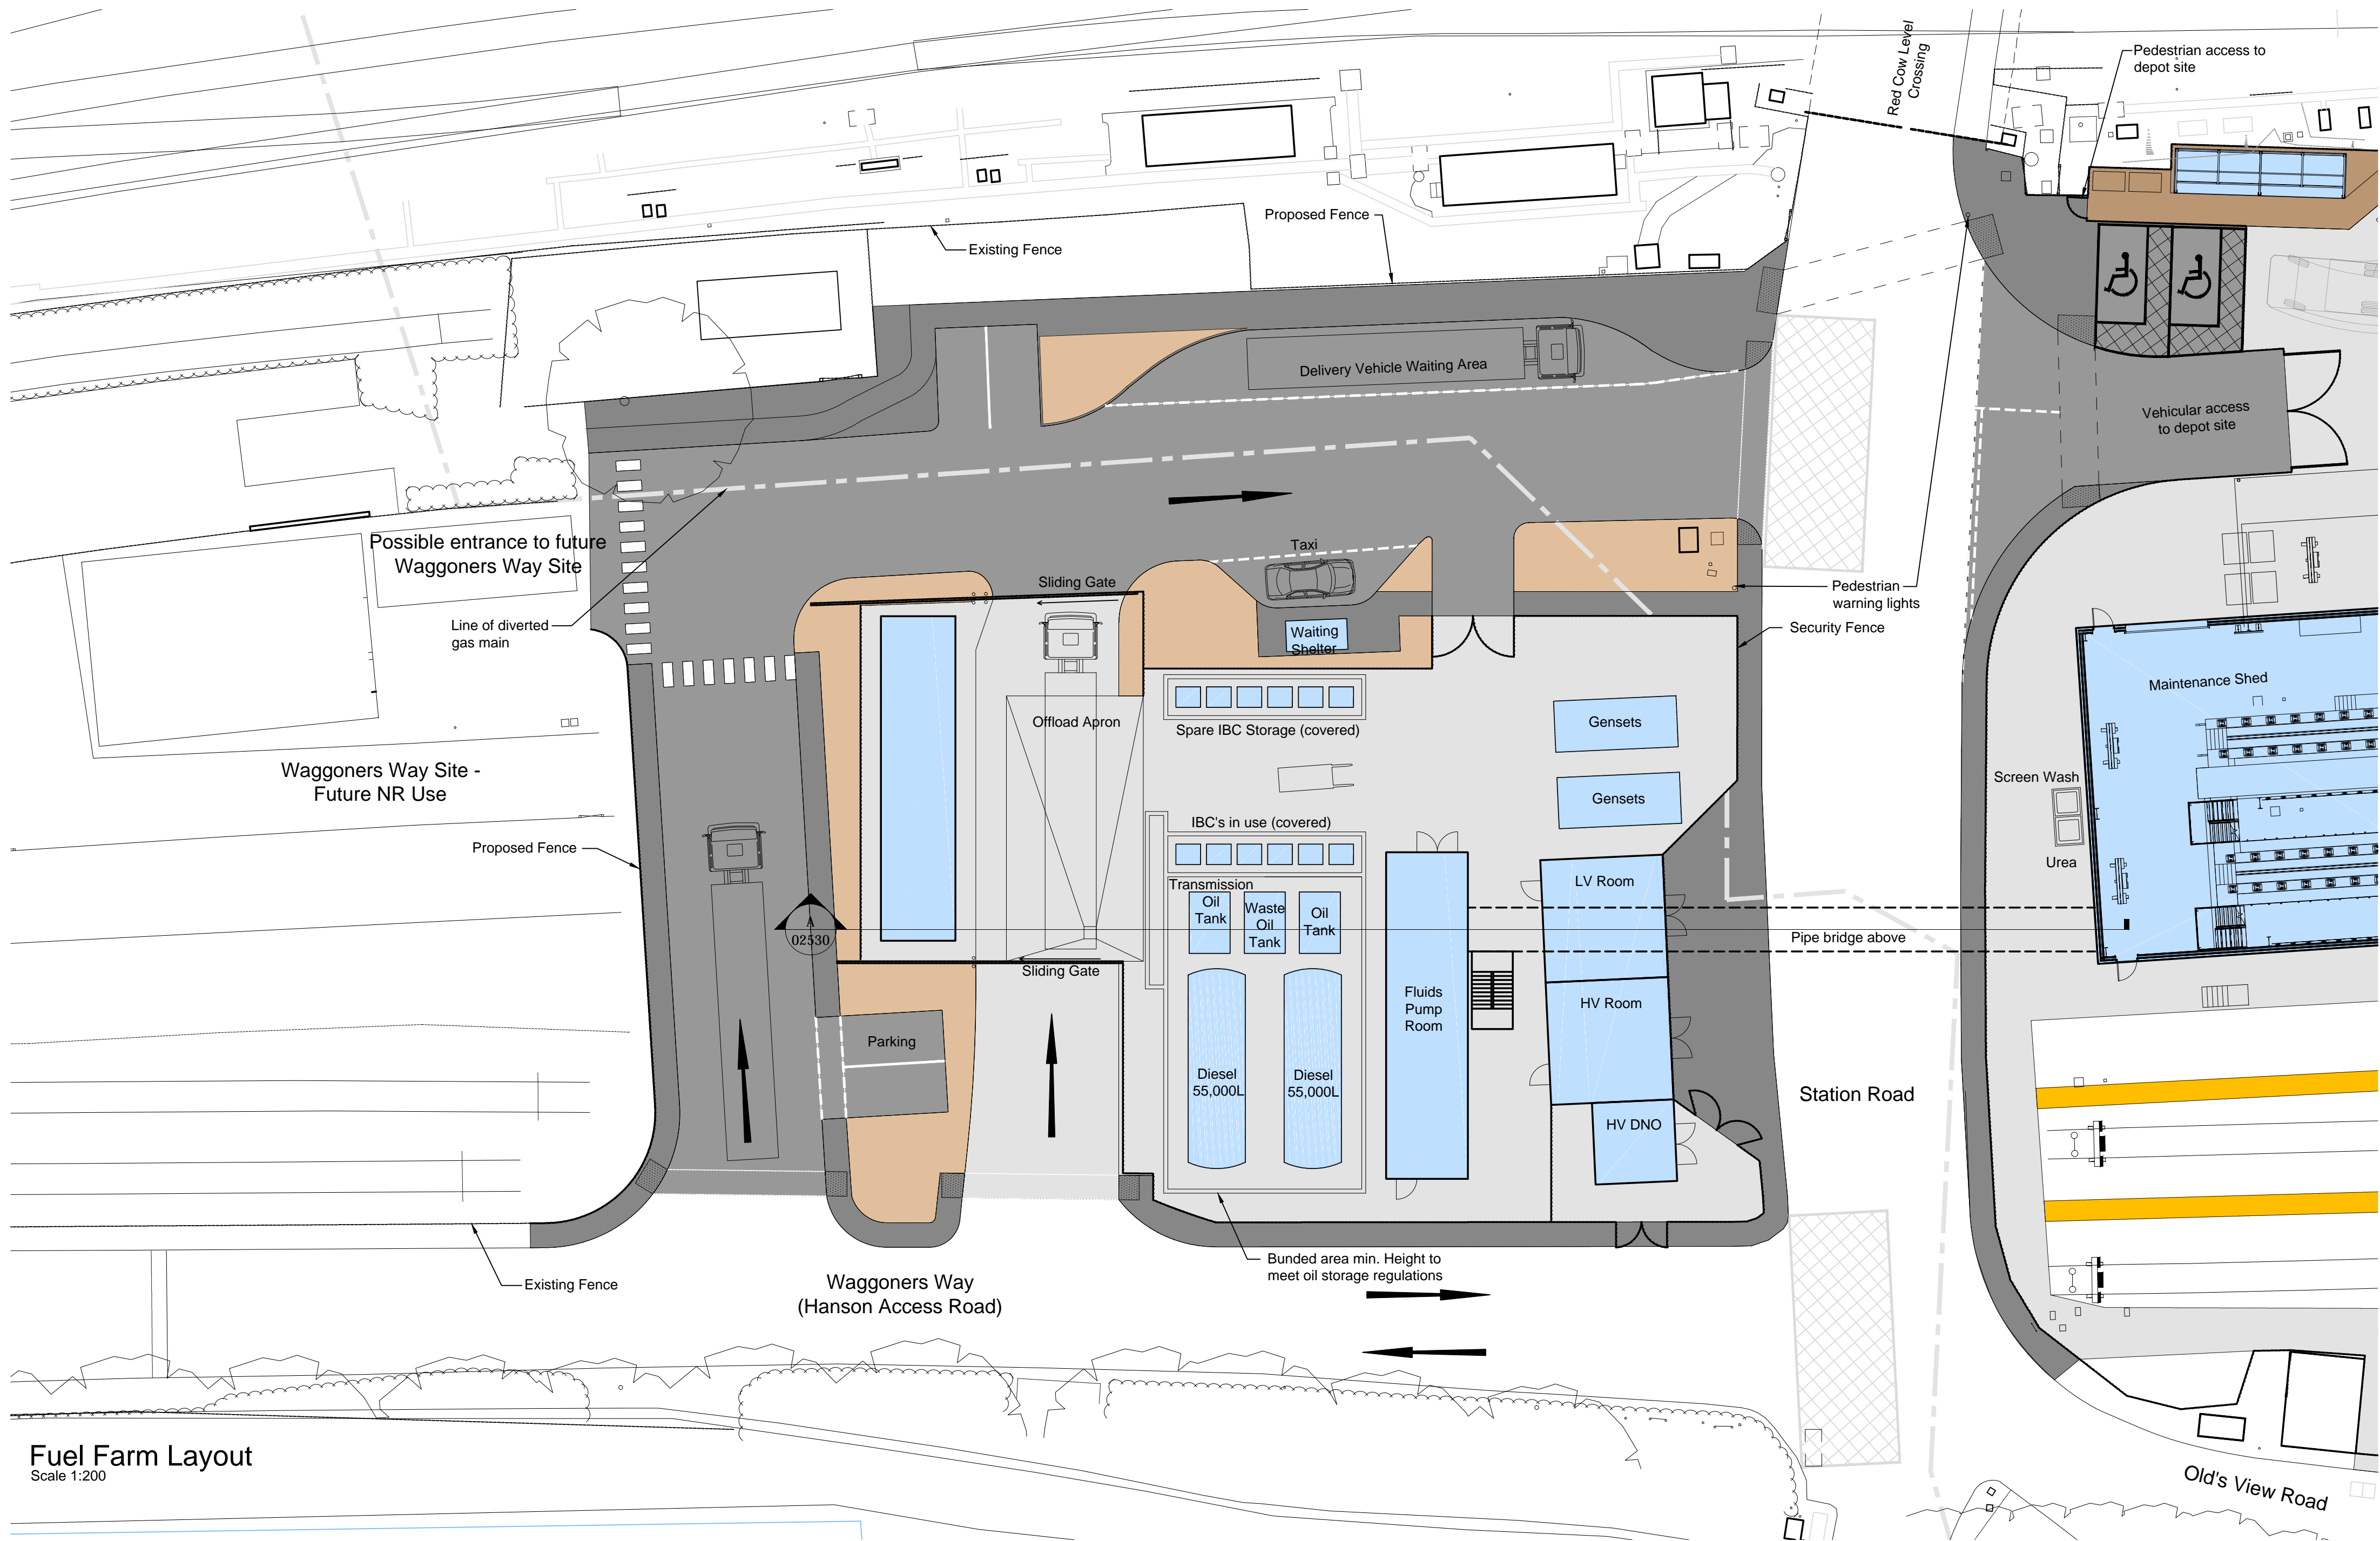 Red Cow Level
Crossing
Pedestrian access to
depot site
Proposed Fence
Existing Fence
Delivery Vehicle Waiting Area
Vehicular access
to depot site
Possible entrance to future
Waggoners Way Site
Taxi
Sliding Gate
Pedestrian
warning lights
Line of diverted
gas main
Waiting
Shelter
Security Fence
Maintenance Shed
Offload Apron
Gensets
Spare IBC Storage (covered)
Waggoners Way Site -
Future NR Use
Screen Wash
Gensets
IBC's in use (covered)
Proposed Fence
Urea
LV Room
Transmission
Oil
Tank
Waste
Oil
Tank
Oil
Tank
A
02530
Pipe bridge above
Sliding Gate
Fluids
Pump
Room
HV Room
Parking
Diesel
55,000L
Diesel
55,000L
Station Road
HV DNO
Bunded area min. Height to
meet oil storage regulations
Existing Fence
Waggoners Way
(Hanson Access Road)
Fuel Farm Layout
Scale 1:200
Old's View Road